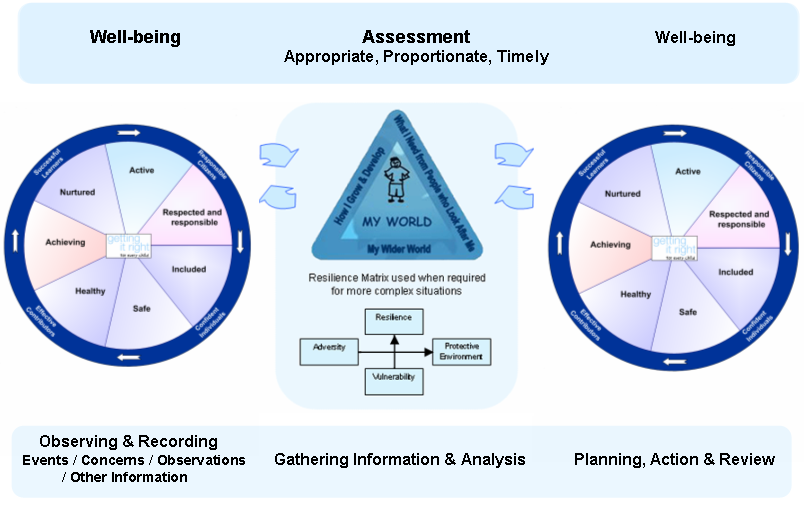 Well-being
Assessment
Appropriate, Proportionate, Timely
Well-being
Successful
Learners
Responsible
Citizens
Active
Nurtured
Respected and
responsible
Achieving
getting
it right
for every child
Included
Healthy
Safe
Effective
Contributors
Confident
Individuals
How I Grow & Develop
What I Need from People who Look After Me
MY WORLD
My Wider World
Resilience Matrix used when required
for more complex situations
Resilience
Adversity
Protective
Environment
Vulnerability
Successful
Learners
Responsible
Citizens
Active
Nurtured
Respected and
responsible
Achieving
getting
it right
for every child
Included
Healthy
Safe
Effective
Contributors
Confident
Individuals
Observing & Recording
Events / Concerns / Observations
/ Other Information
Gathering Information & Analysis
Planning, Action & Review